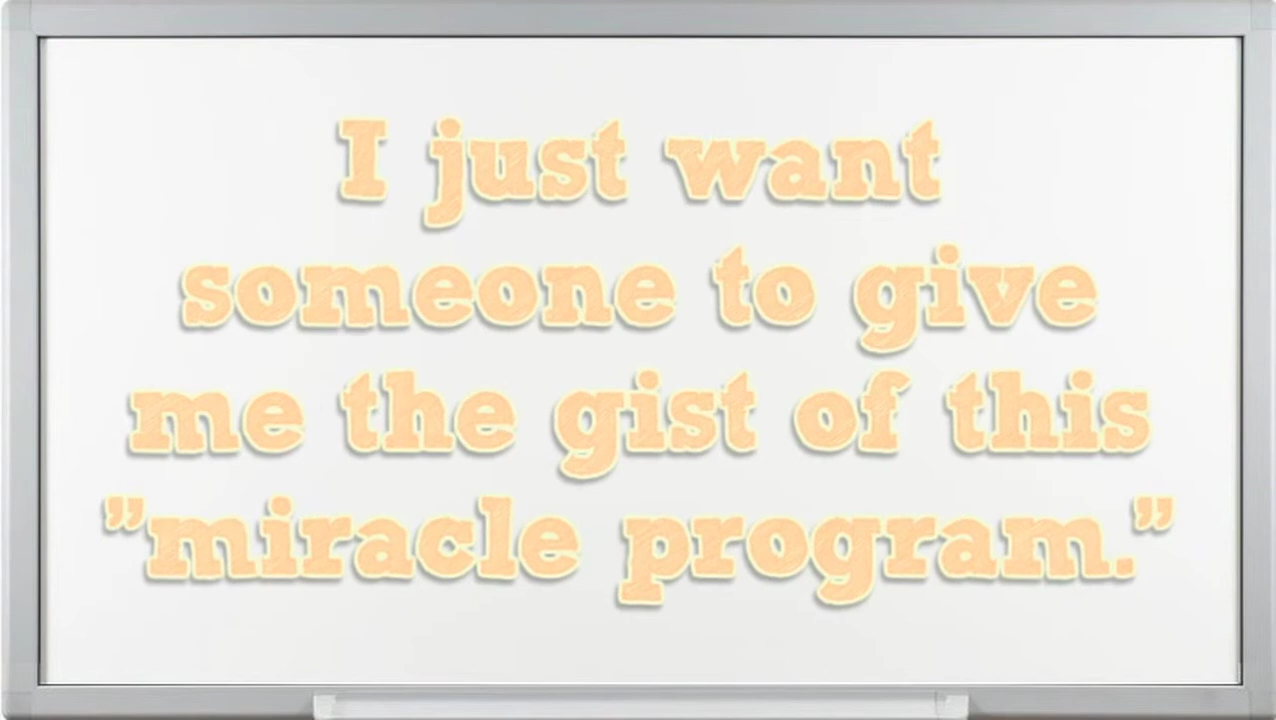 I just want
someone to give
me the gist of this
”miracle program.”